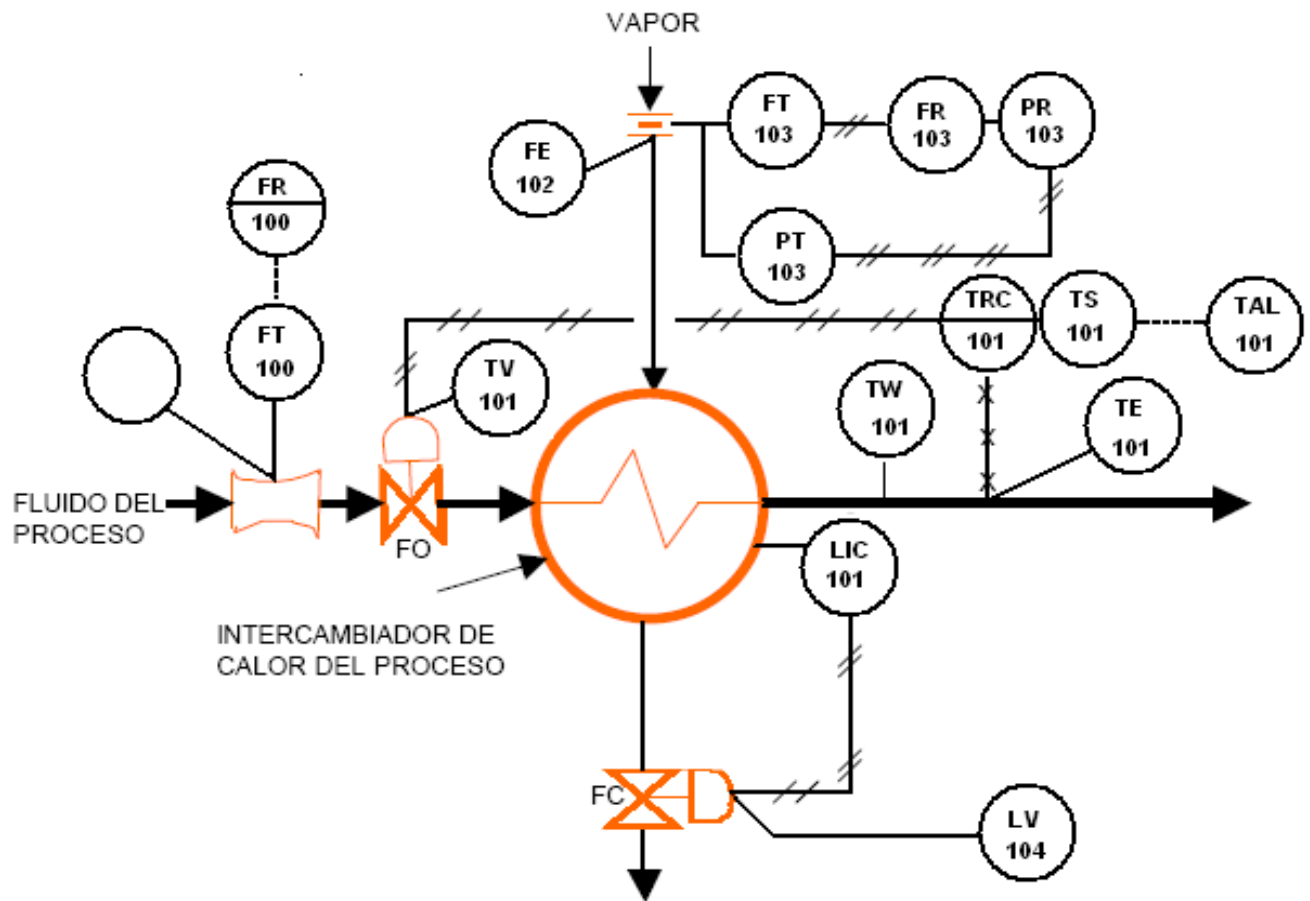 VAPOR
FT
103
FR
103
PR
103
FE
102
FR
100
PT
103
TRC
101
TS
101
TAL
101
FT
100
TV
101
TW
101
TE
101
FLUIDO DEL
PROCESO
FO
LIC
101
INTERCAMBIADOR DE
CALOR DEL PROCESO
FC
LV
104